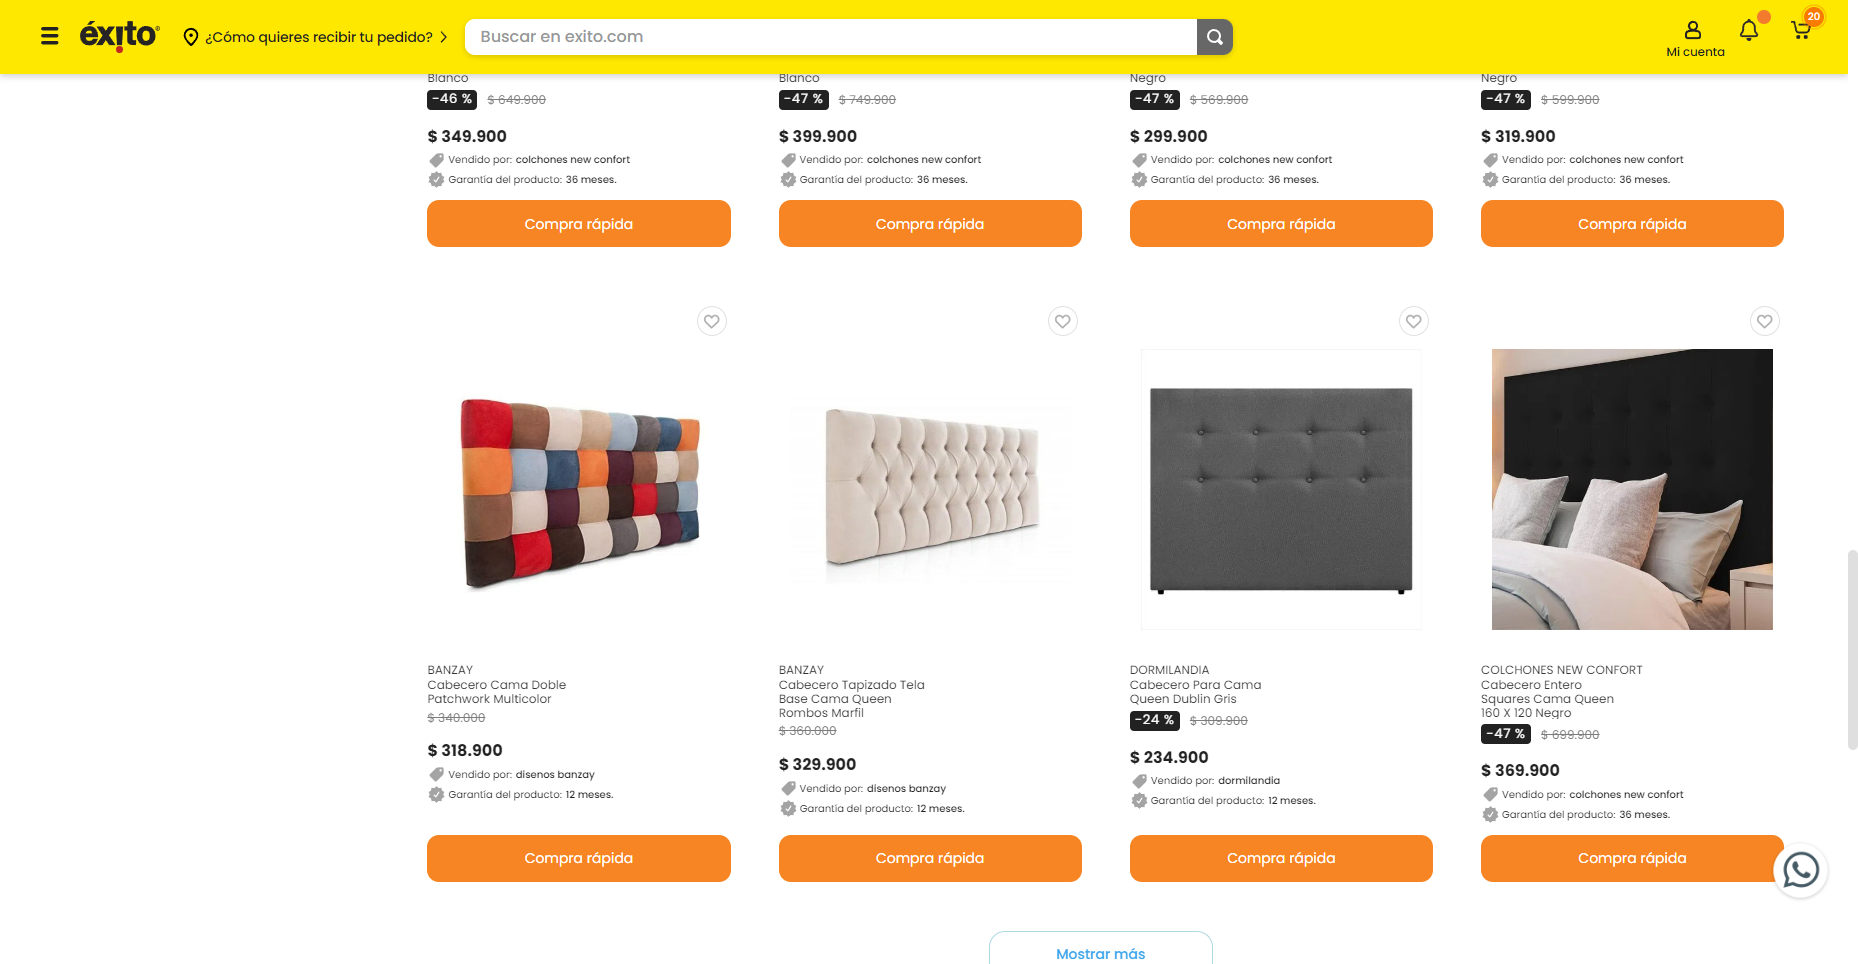 éxito
¿Cómo quieres recibir tu pedido?
Buscar en exito.com
Mi cuenta
20
Blanco
-46 % $ 649.900
$ 349.900
Vendido por: colchones new confort
Garantía del producto: 36 meses.
Compra rápida
Blanco
-47 % $ 749.900
$ 399.900
Vendido por: colchones new confort
Garantía del producto: 36 meses.
Compra rápida
Negro
-47 % $ 569.900
$ 299.900
Vendido por: colchones new confort
Garantía del producto: 36 meses.
Compra rápida
Negro
-47 % $ 599.900
$ 319.900
Vendido por: colchones new confort
Garantía del producto: 36 meses.
Compra rápida
BANZAY
Cabecero Cama Doble
Patchwork Multicolor
$ 340.000
$ 318.900
Vendido por: disenos banzay
Garantía del producto: 12 meses.
Compra rápida
BANZAY
Cabecero Tapizado Tela
Base Cama Queen
Rombos Marfil
$ 360.000
$ 329.900
Vendido por: disenos banzay
Garantía del producto: 12 meses.
Compra rápida
DORMILANDIA
Cabecero Para Cama
Queen Dublin Gris
-24 % $ 309.900
$ 234.900
Vendido por: dormilandia
Garantía del producto: 12 meses.
Compra rápida
COLCHONES NEW CONFORT
Cabecero Entero
Squares Cama Queen
160 X 120 Negro
-47 % $ 699.900
$ 369.900
Vendido por: colchones new confort
Garantía del producto: 36 meses.
Compra rápida
Mostrar más